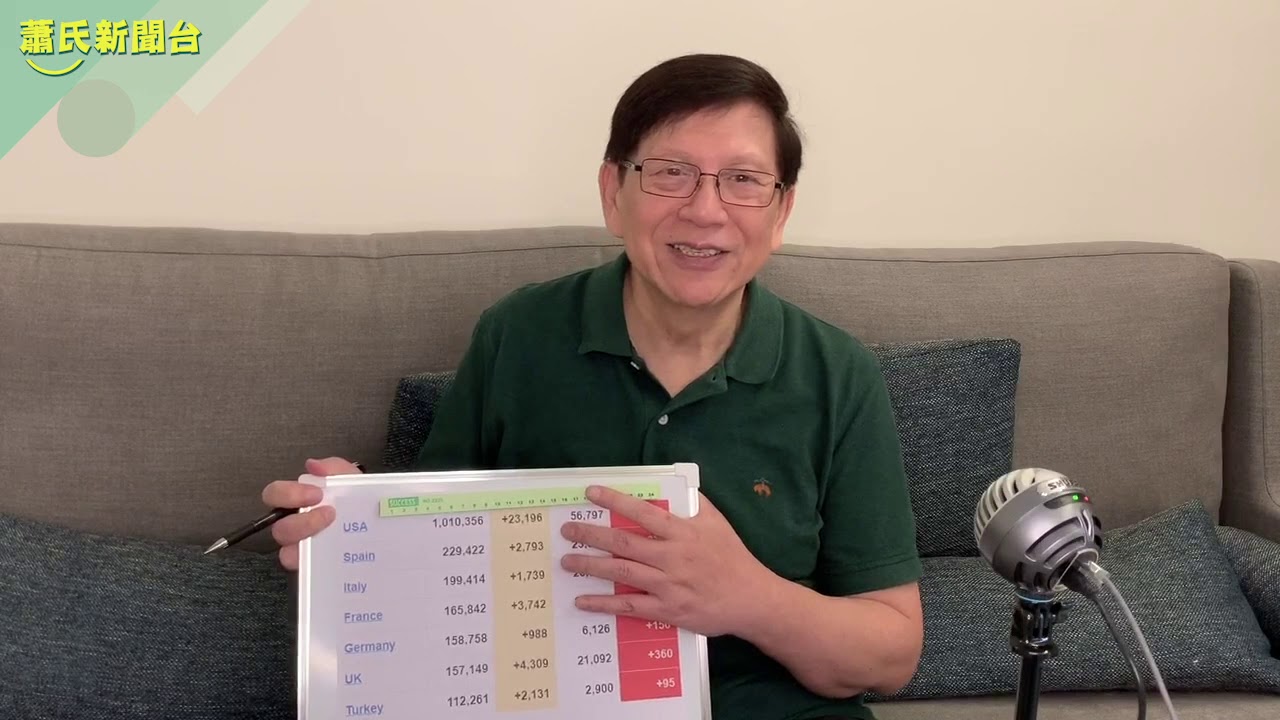 蕭氏新聞台
SUCCESS
USA 1,010,356 +23,196 56,797
Spain 229,422 +2,793
Italy 199,414 +1,739
France 165,842 +3,742
Germany 158,758 +988 6,126 +150
UK 157,149 +4,309 21,092 +360
Turkey 112,261 +2,131 2,900 +95